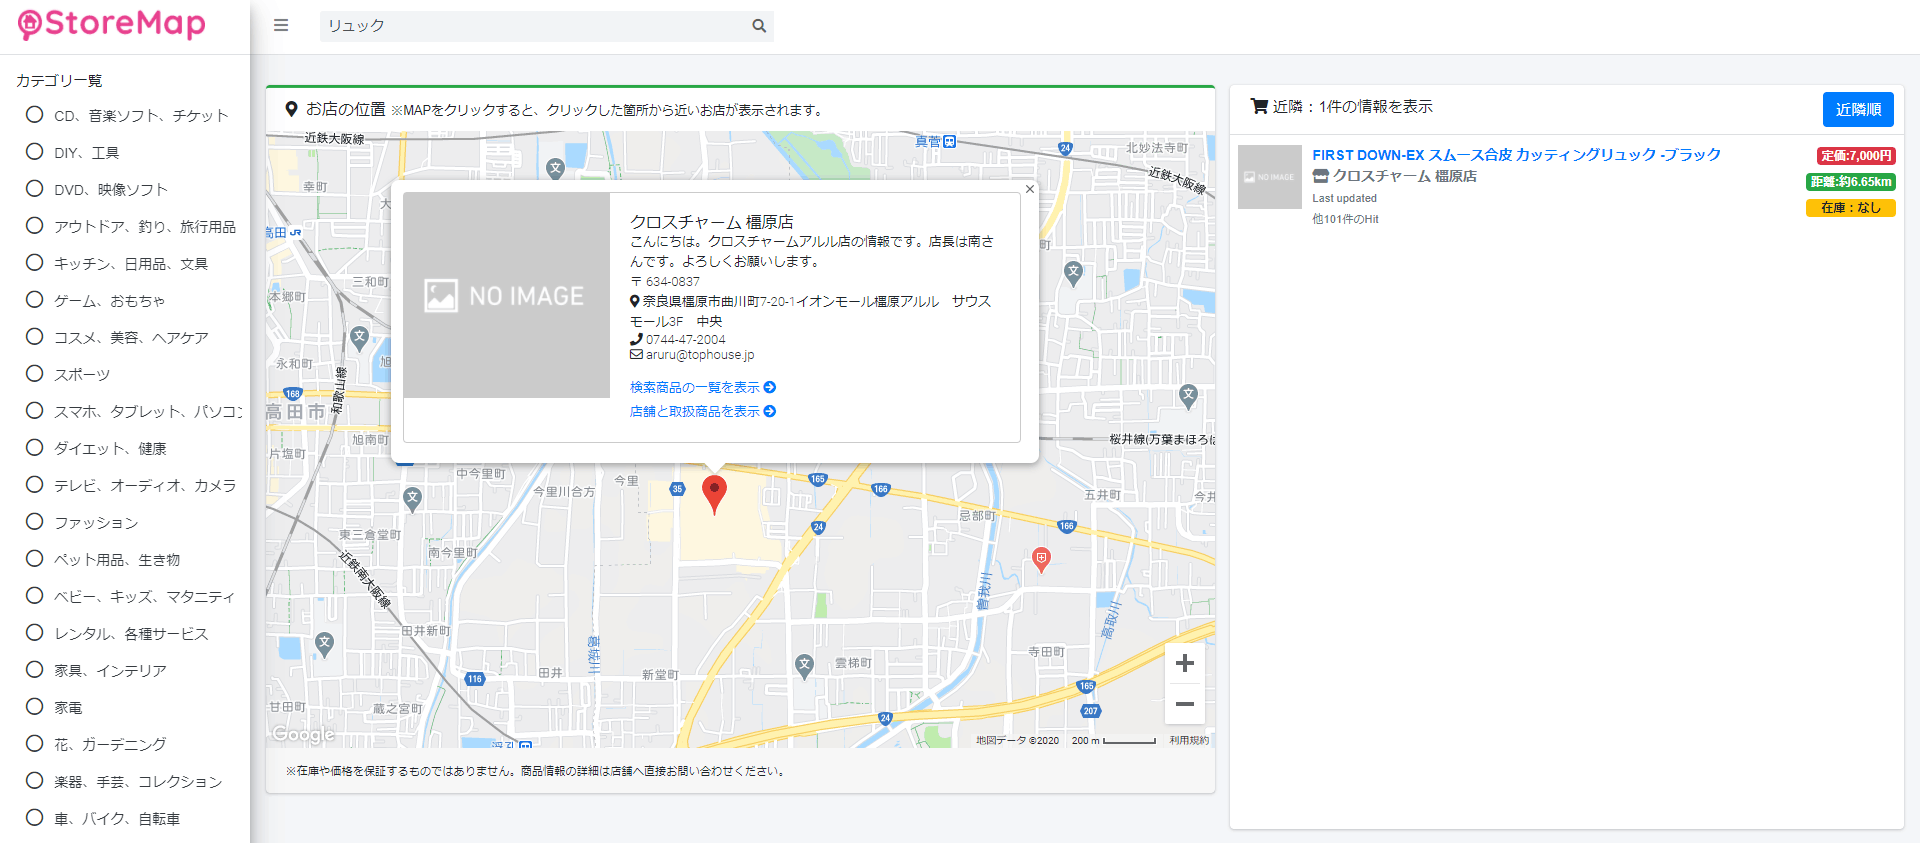 StoreMap
リュック
カテゴリ一覧
CD、音楽ソフト、チケット
DIY、工具
DVD、映像ソフト
アウトドア、釣り、旅行用品
キッチン、日用品、文具
ゲーム、おもちゃ
コスメ、美容、ヘアケア
スポーツ
スマホ、タブレット、パソコン
ダイエット、健康
テレビ、オーディオ、カメラ
ファッション
ペット用品、生き物
ベビー、キッズ、マタニティ
レンタル、各種サービス
家具、インテリア
家電
花、ガーデニング
楽器、手芸、コレクション
車、バイク、自転車
お店の位置 ※MAPをクリックすると、クリックした箇所から近いお店が表示されます。
近鉄大阪線
真菅
24
北妙法寺町
近鉄大阪線
幸町
文
高田 JR
三和町
本郷町
文
文
永和町
168
和歌山線
高田市
文
旭南町
片塩町
桜井線(万葉まほろば
NO IMAGE
クロスチャーム 橿原店
こんにちは。クロスチャームアルル店の情報です。店長は南さ
んです。よろしくお願いします。
〒 634-0837
奈良県橿原市曲川町7-20-1イオンモール橿原アルル　サウス
モール3F　中央
0744-47-2004
aruru@tophouse.jp
検索商品の一覧を表示
店舗と取扱商品を表示
×
中今里町
今里
今里川合方
35
165
166
文
五井町
今井
忌部町
24
166
東三倉堂町
南今里町
近鉄南大阪線
曽我川
高取川
田井新町
葛城川
文
田井
新堂町
文
雲梯町
寺田町
116
165
207
24
甘田町
蔵之宮町
浮孔
Google
地図データ ©2020
200 m
利用規約
※在庫や価格を保証するものではありません。商品情報の詳細は店舗へ直接お問い合わせください。
近隣：1件の情報を表示
近隣順
NO IMAGE
FIRST DOWN-EX スムース合皮 カッティングリュック -ブラック
クロスチャーム 橿原店
Last updated
他101件のHit
定価:7,000円
距離:約6.65km
在庫：なし